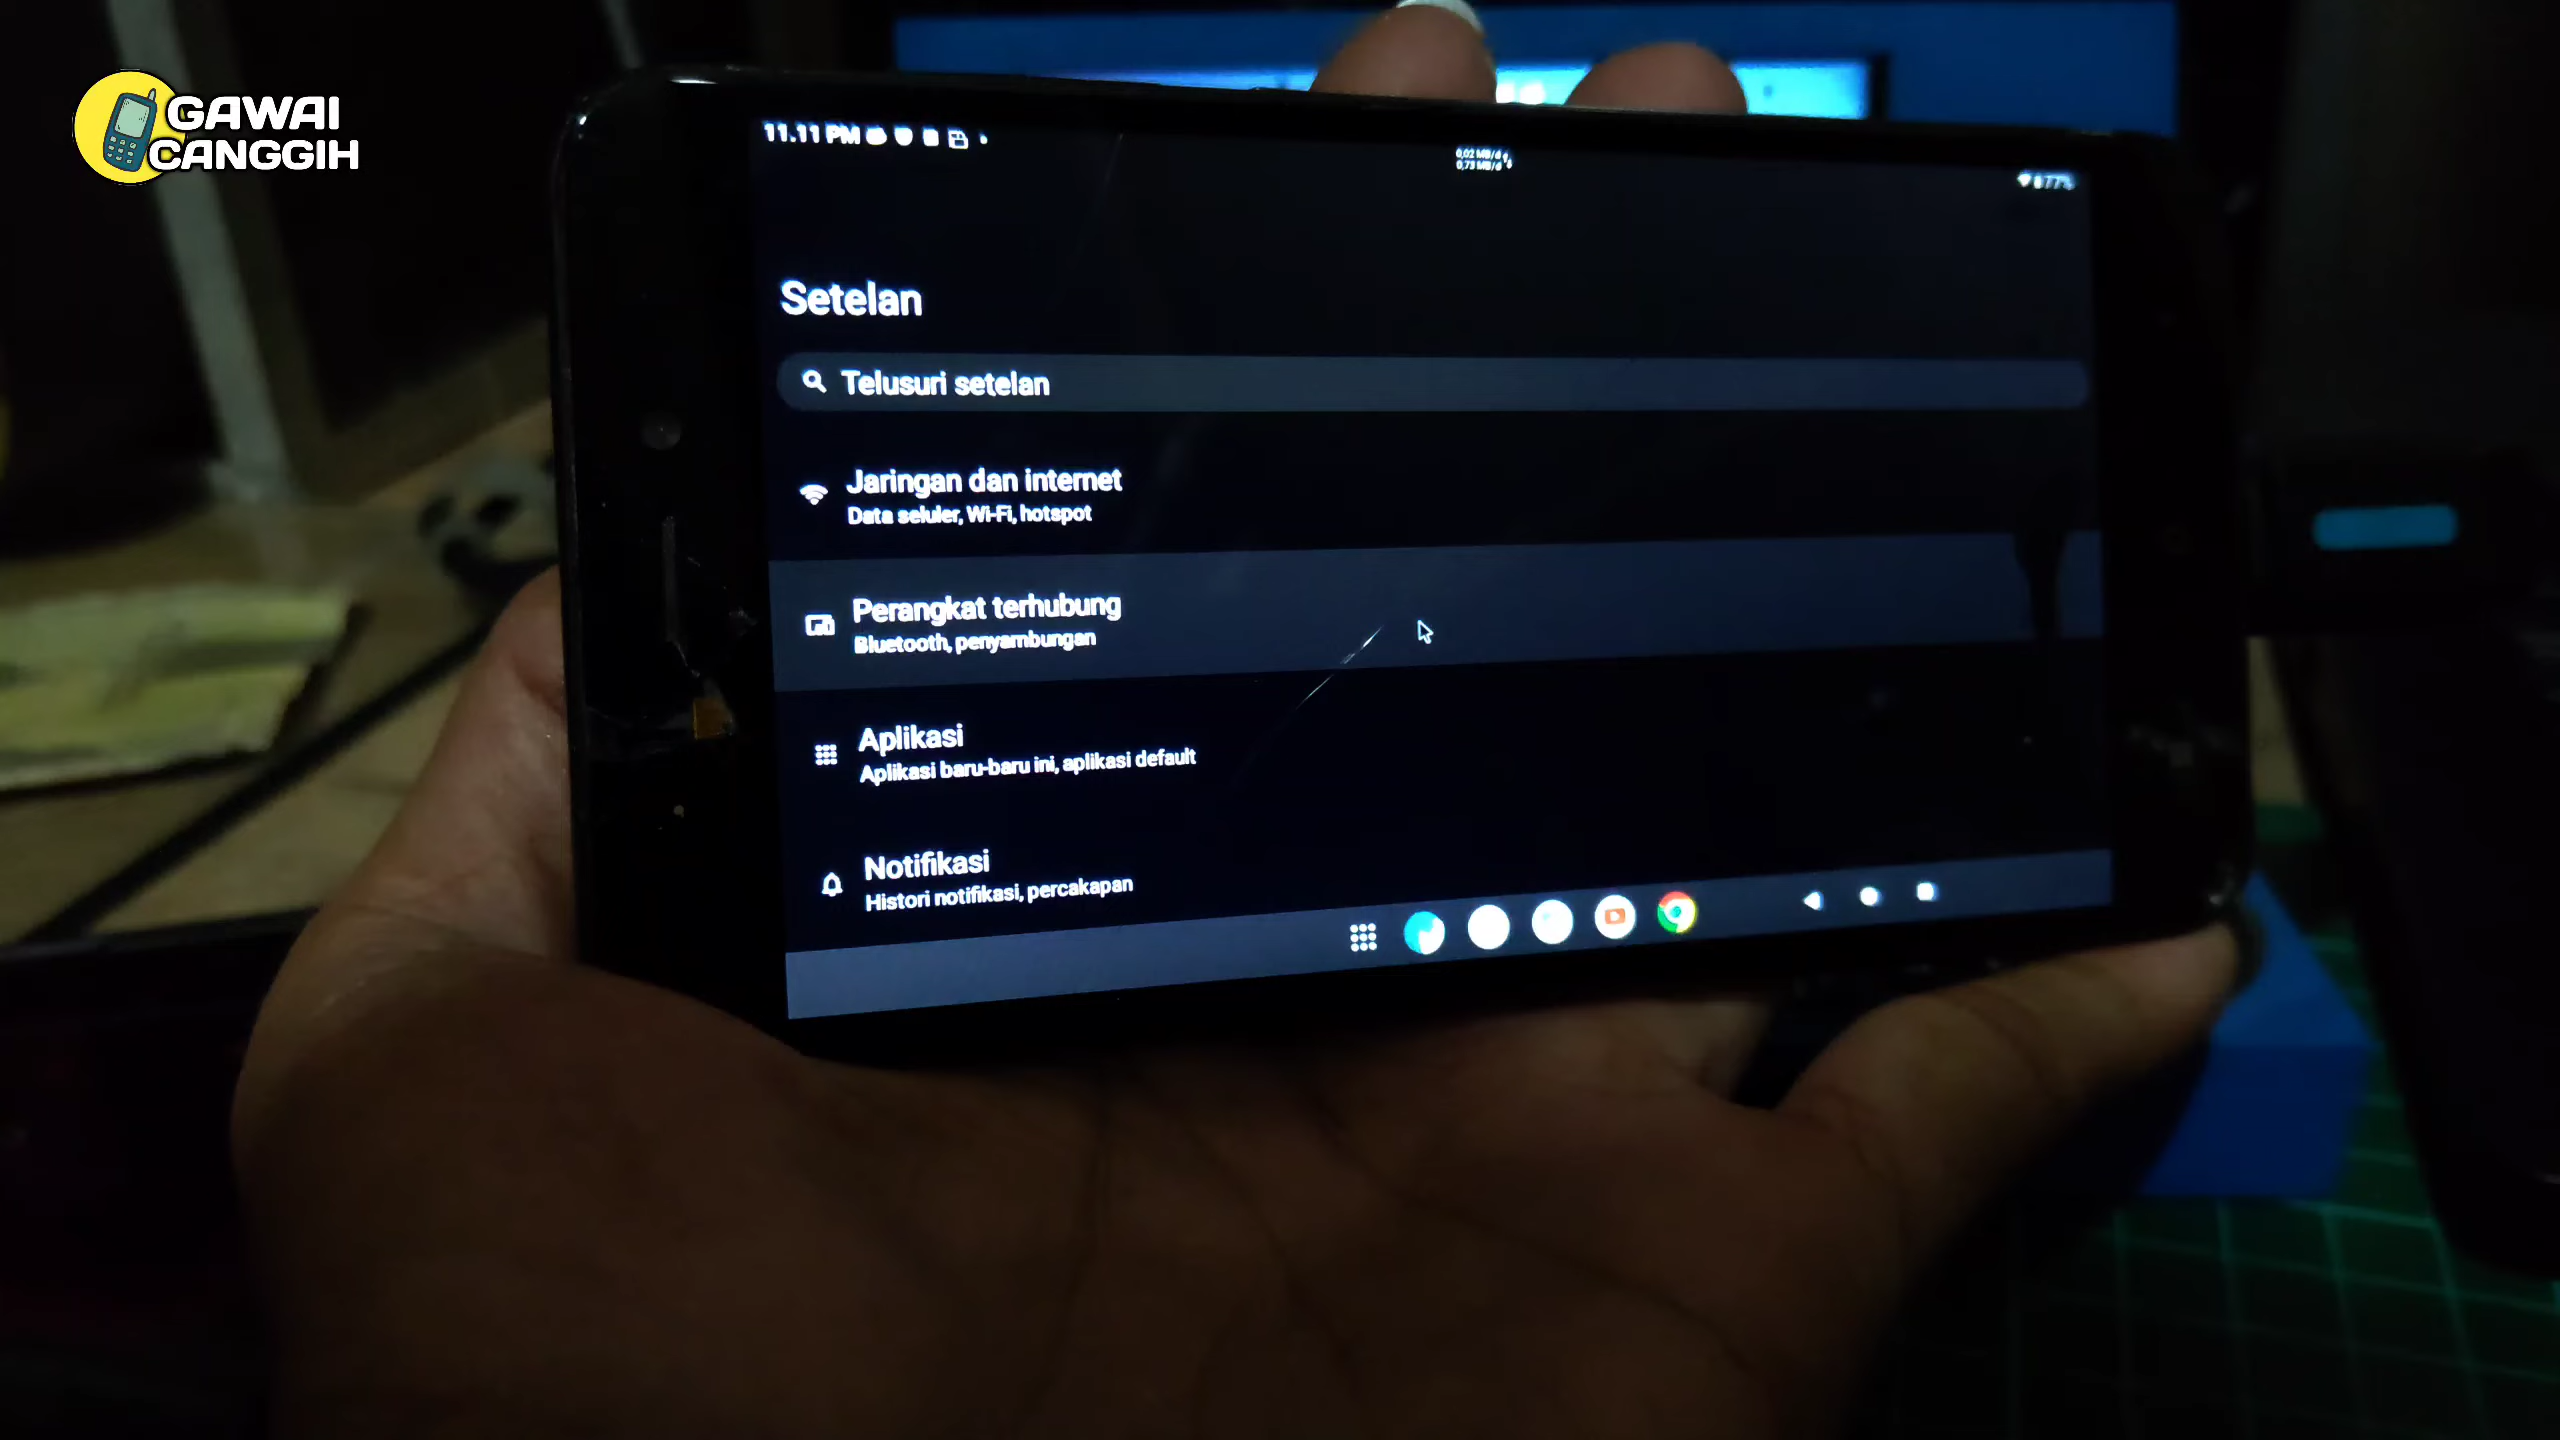 GAWAI
CANGGIH
11.11 PM
77%
Setelan
Telusuri setelan
Jaringan dan internet
Data seluler, Wi-Fi, hotspot
Perangkat terhubung
Bluetooth, penyambungan
Aplikasi
Aplikasi baru-baru ini, aplikasi default
Notifikasi
Histori notifikasi, percakapan